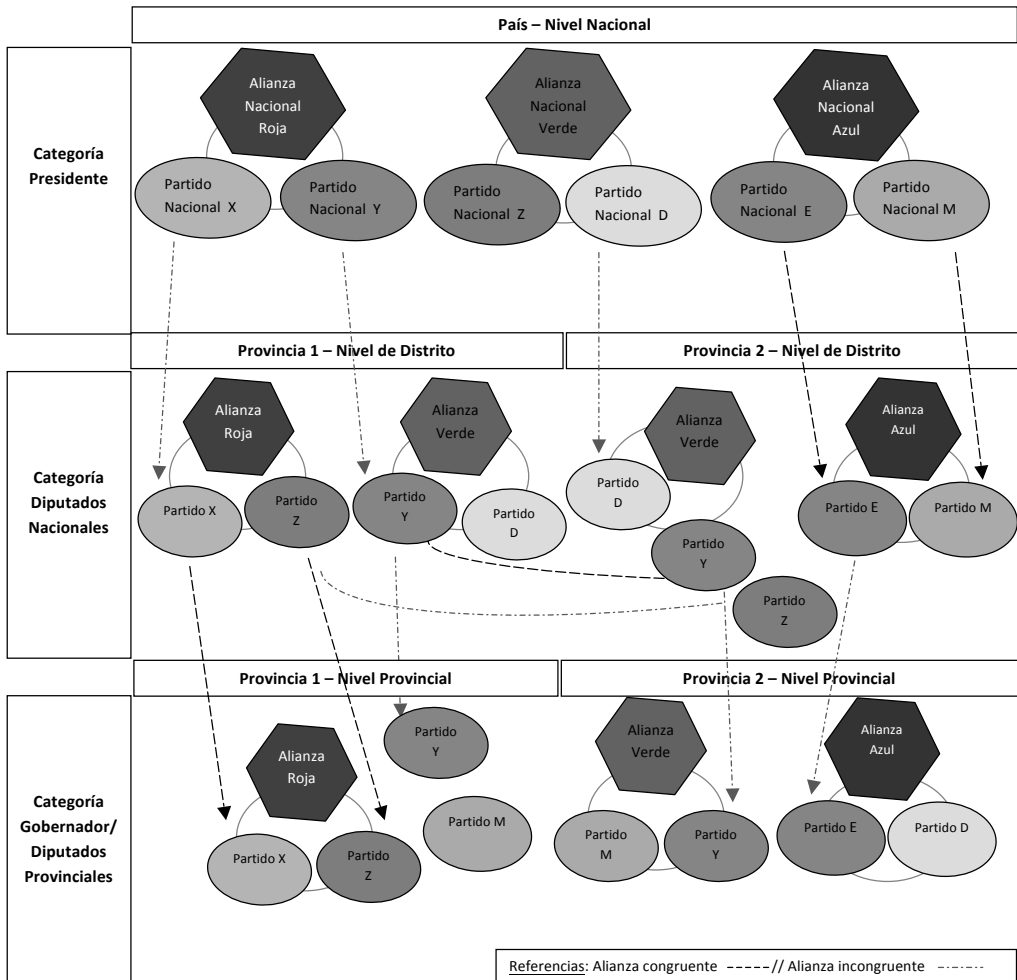 País – Nivel Nacional
Categoría
Presidente
Alianza
Nacional
Roja
Partido
Nacional X
Partido
Nacional Y
Alianza
Nacional
Verde
Partido
Nacional Z
Partido
Nacional D
Alianza
Nacional
Azul
Partido
Nacional E
Partido
Nacional M
Provincia 1 – Nivel de Distrito
Provincia 2 – Nivel de Distrito
Categoría
Diputados
Nacionales
Alianza
Roja
Partido X
Partido
Z
Alianza
Verde
Partido
Y
Partido
D
Alianza
Verde
Partido
D
Partido
Y
Partido
Z
Alianza
Azul
Partido E
Partido M
Provincia 1 – Nivel Provincial
Provincia 2 – Nivel Provincial
Categoría
Gobernador/
Diputados
Provinciales
Alianza
Roja
Partido X
Partido
Z
Partido
Y
Partido M
Alianza
Verde
Partido
M
Partido
Y
Alianza
Azul
Partido E
Partido D
Referencias: Alianza congruente // Alianza incongruente